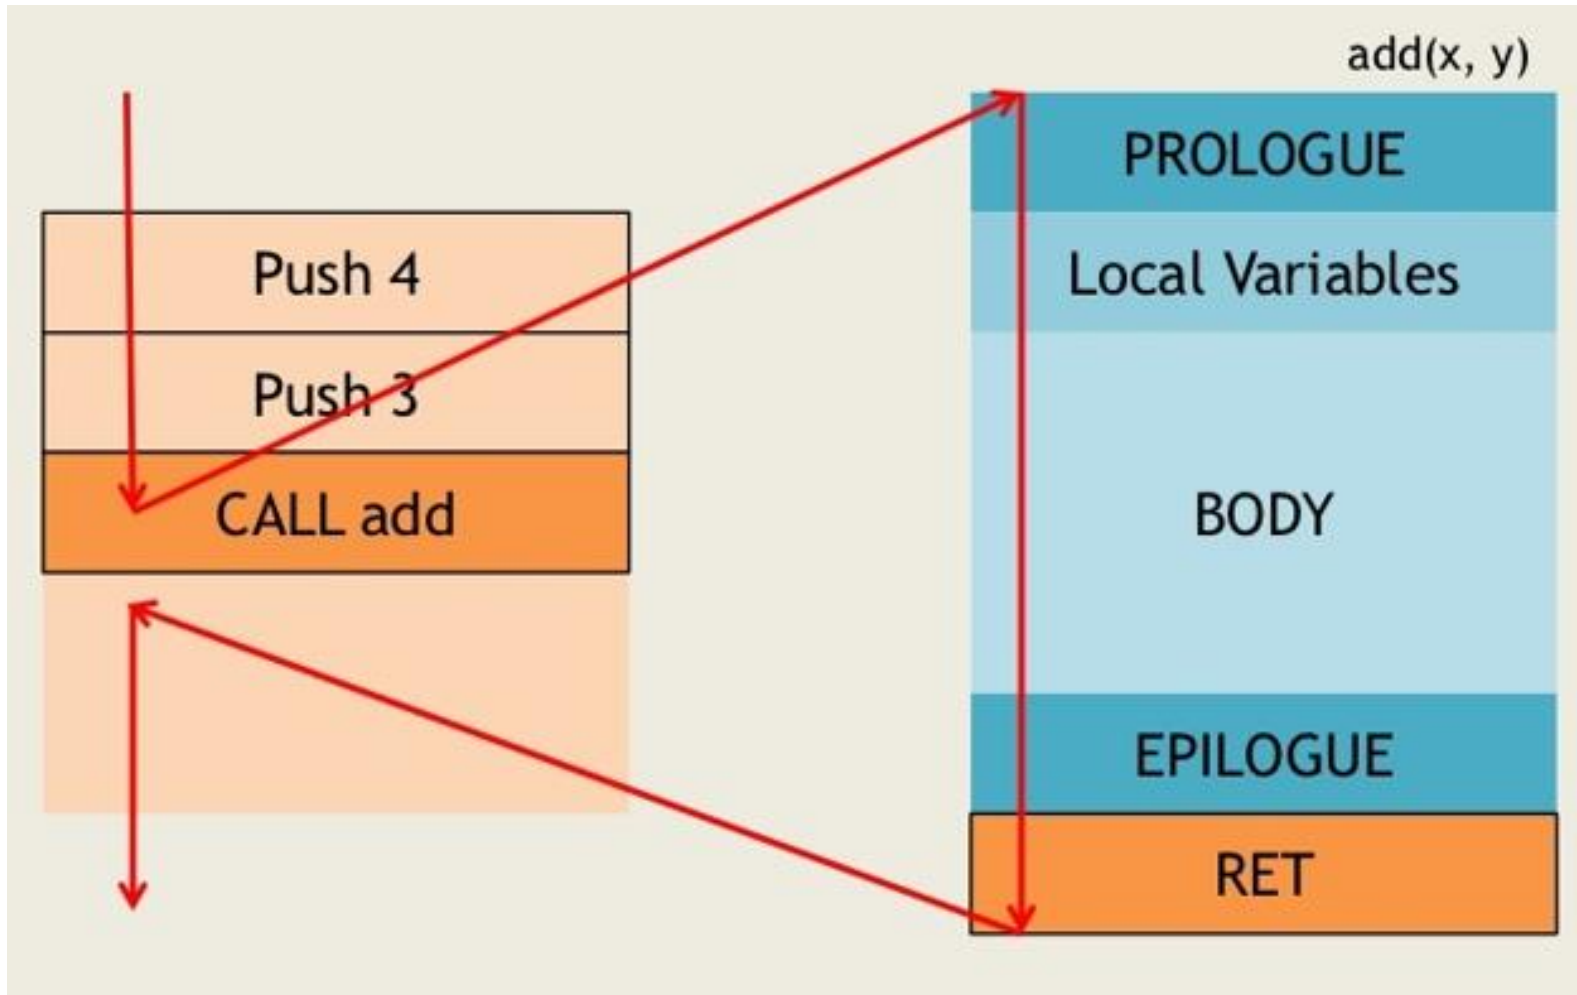 add(x, y)
Push 4
Push 3
CALL add
PROLOGUE
Local Variables
BODY
EPILOGUE
RET